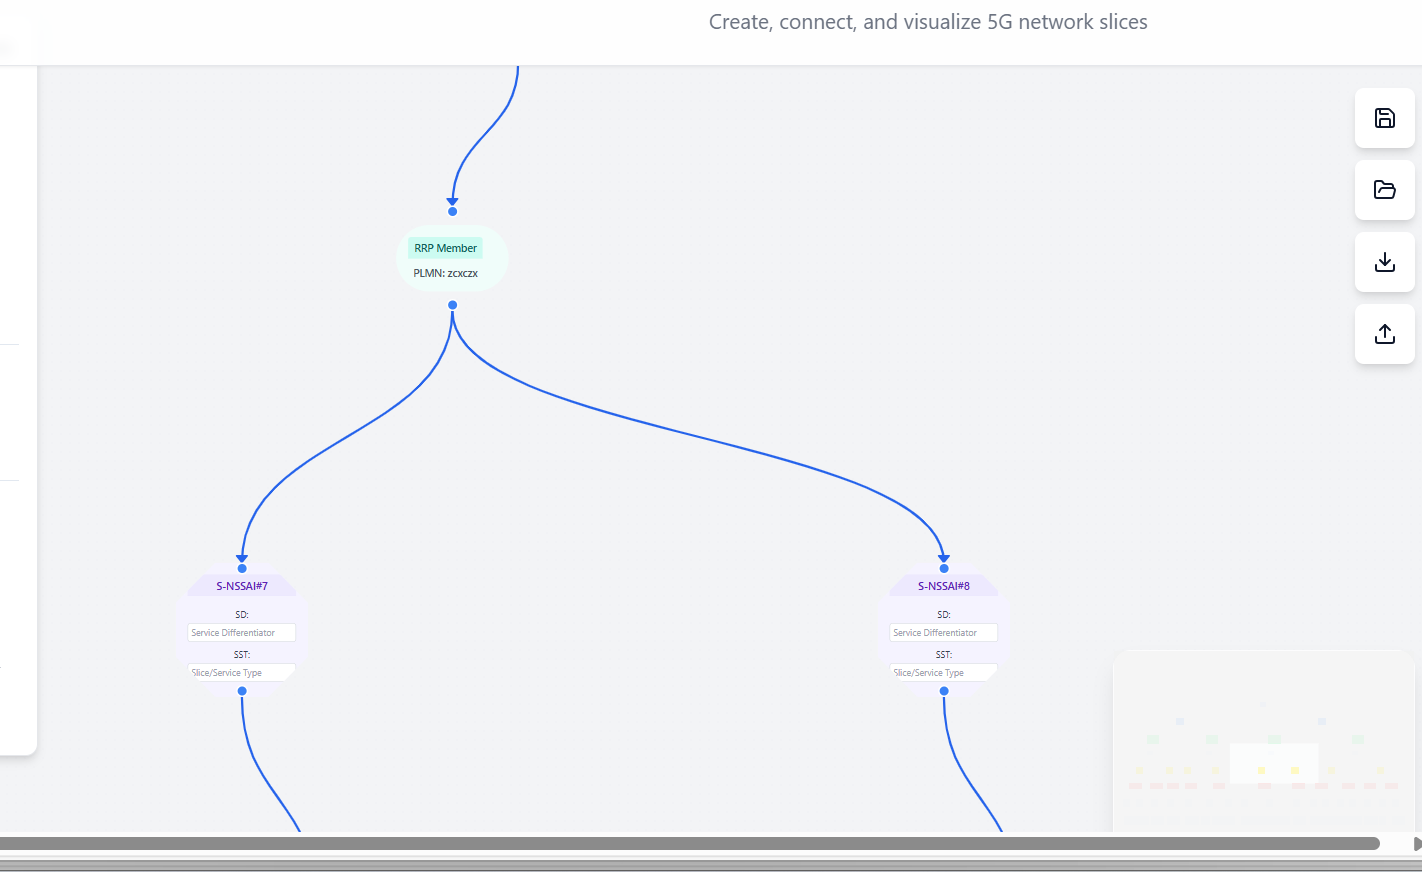 Create, connect, and visualize 5G network slices
RRP Member
PLMN: zcxczx
S-NSSAI#7
SD:
Service Differentiator
SST:
Slice/Service Type
S-NSSAI#8
SD:
Service Differentiator
SST:
Slice/Service Type